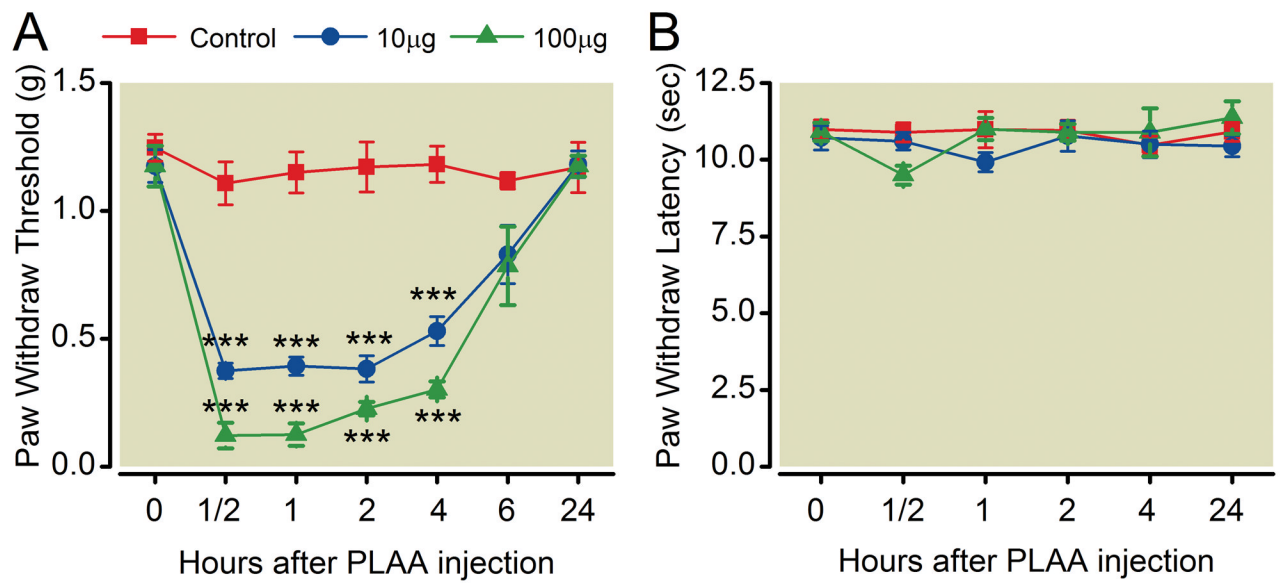 A
Control 10μg 100μg
Paw Withdraw Threshold (g)
1.5
1.0
0.5
0.0
*** *** *** ***
*** *** *** ***
0 1/2 1 2 4 6 24
Hours after PLAA injection
B
Paw Withdraw Latency (sec)
12.5
10.0
7.5
5.0
2.5
0.0
0 1/2 1 2 4 24
Hours after PLAA injection